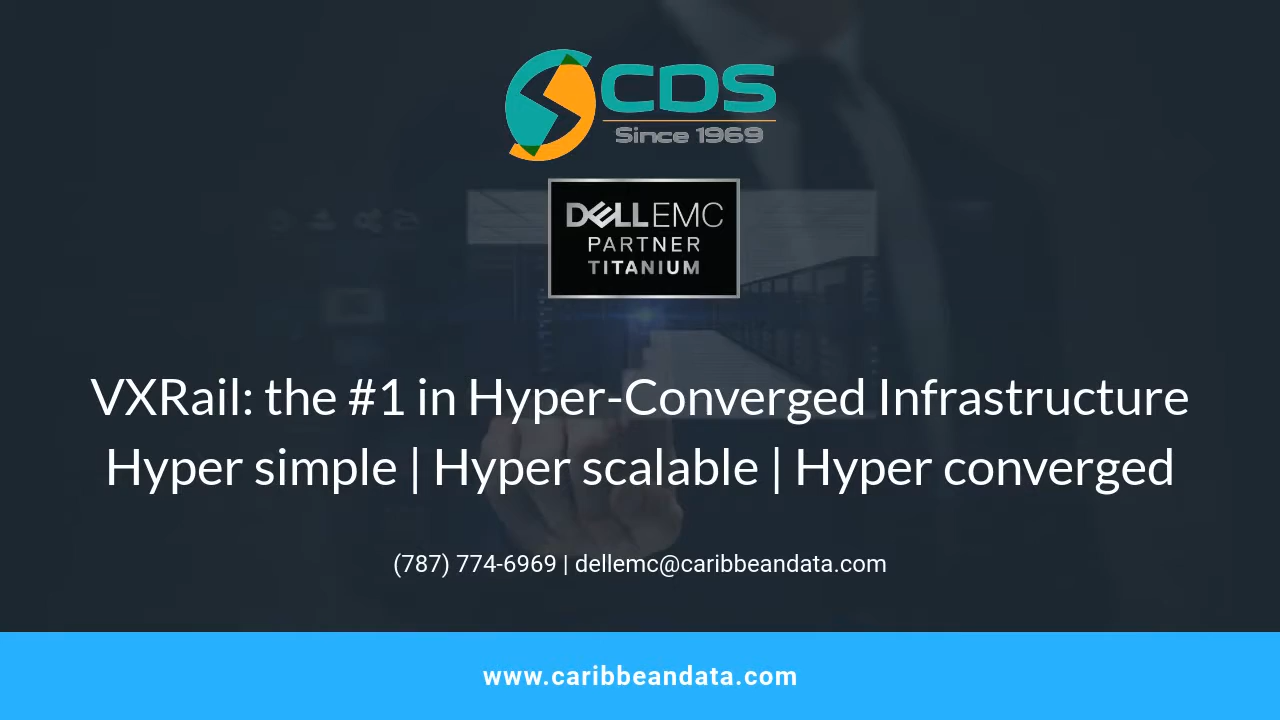 CDS
Since 1969
DELLEMC
PARTNER
TITANIUM
VXRail: the #1 in Hyper-Converged Infrastructure
Hyper simple | Hyper scalable | Hyper converged
(787) 774-6969 | dellemc@caribbeandata.com
www.caribbeandata.com